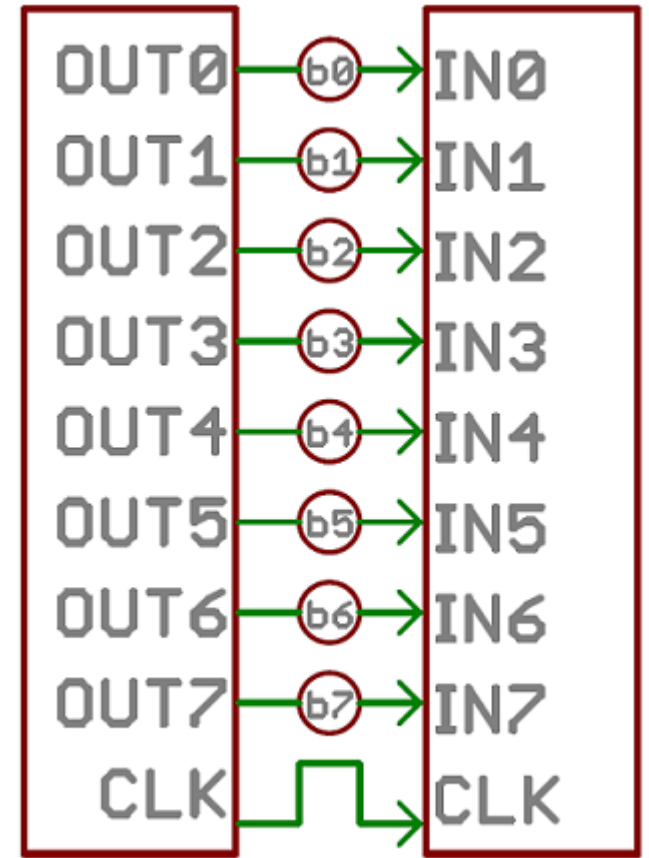 OUT0 b0 IN0
OUT1 b1 IN1
OUT2 b2 IN2
OUT3 b3 IN3
OUT4 b4 IN4
OUT5 b5 IN5
OUT6 b6 IN6
OUT7 b7 IN7
CLK CLK